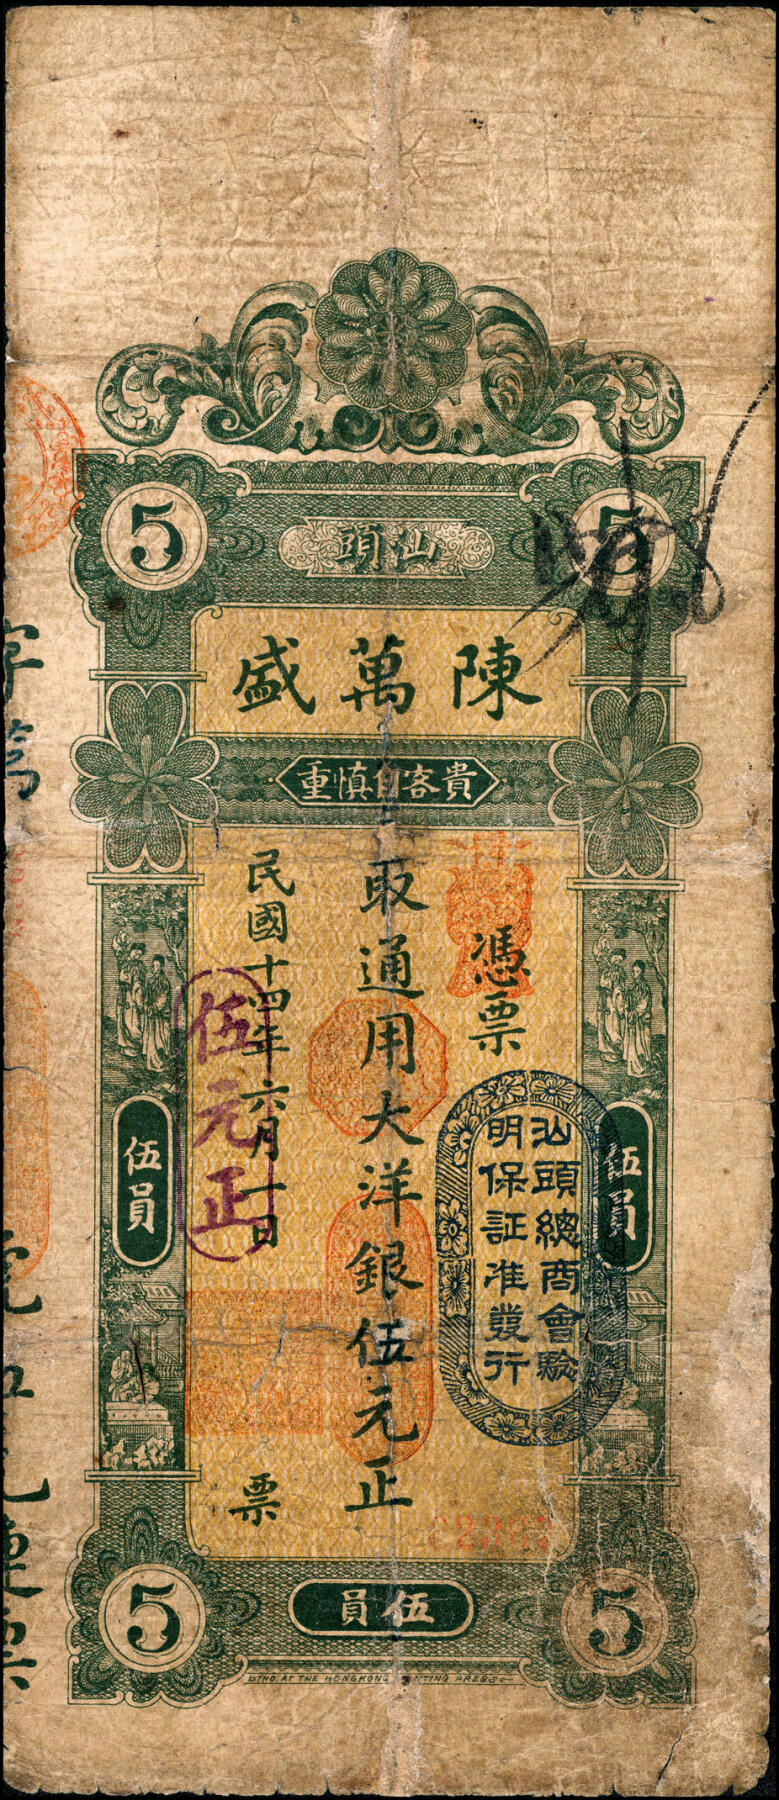 5
5
汕頭
陳萬盛
貴客自慎重
憑票
取通用大洋銀伍元正
民國十四年六月一日
票
伍元正
汕頭總商會驗
明保証准發行
伍員
伍員
5
伍員
5
LITHO. AT THE HONGKONG PRINTING PRESS